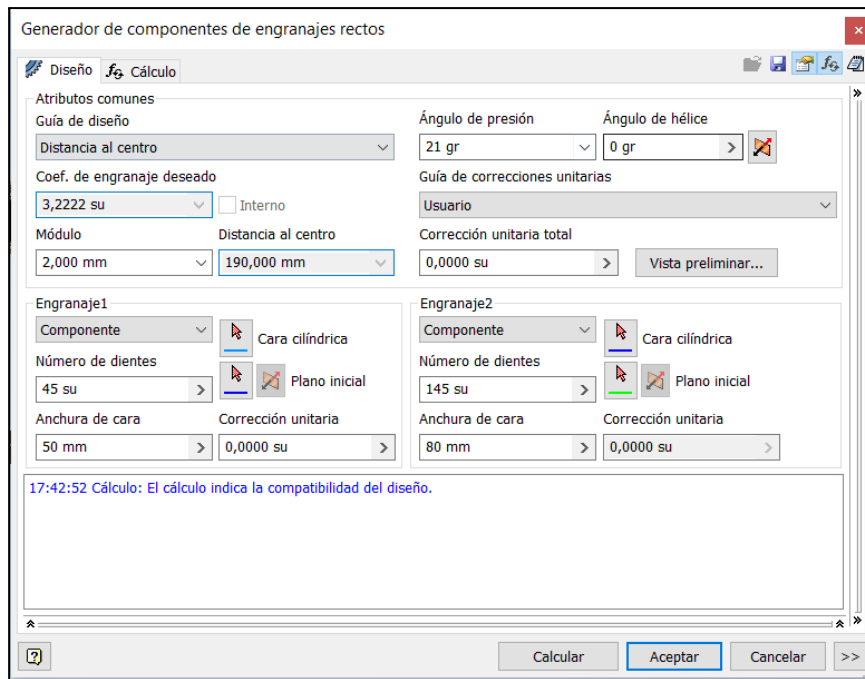 Generador de componentes de engranajes rectos
Diseño
Cálculo
Atributos comunes
Guía de diseño
Distancia al centro
Ángulo de presión
21 gr
Ángulo de hélice
0 gr
Coef. de engranaje deseado
3,2222 su
Interno
Guía de correcciones unitarias
Usuario
Módulo
2,000 mm
Distancia al centro
190,000 mm
Corrección unitaria total
0,0000 su
Vista preliminar...
Engranaje1
Componente
Cara cilíndrica
Número de dientes
45 su
Plano inicial
Anchura de cara
50 mm
Corrección unitaria
0,0000 su
Engranaje2
Componente
Cara cilíndrica
Número de dientes
145 su
Plano inicial
Anchura de cara
80 mm
Corrección unitaria
0,0000 su
17:42:52 Cálculo: El cálculo indica la compatibilidad del diseño.
Calcular
Aceptar
Cancelar
>>